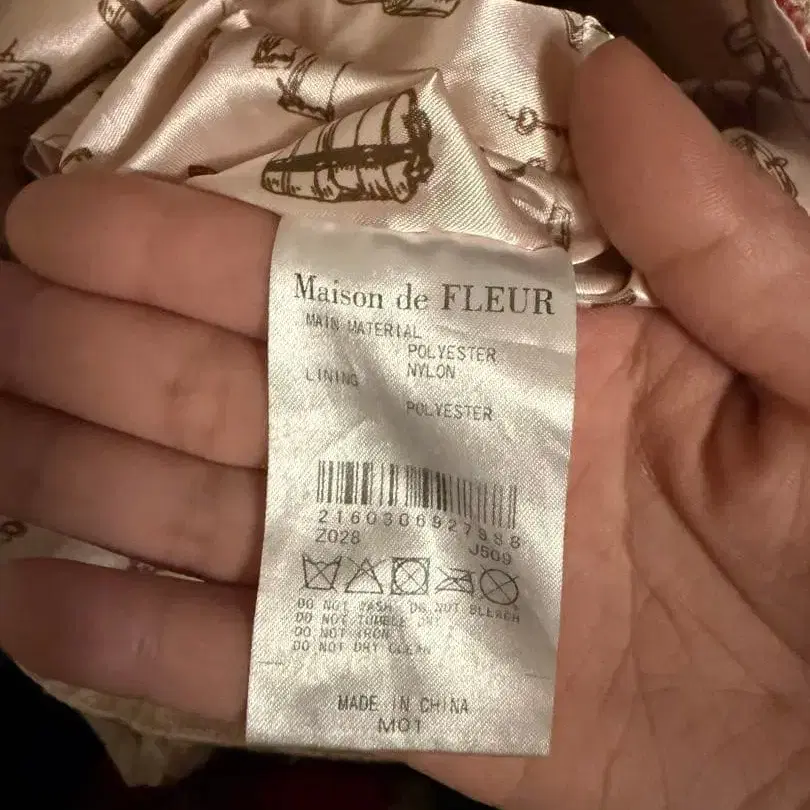 Maison de FLEUR
MAIN MATERIAL
POLYESTER
NYLON
LINING
POLYESTER
2160306927988
Z028 J509
DO NOT WASH DO NOT BLEACH
DO NOT TUMBLE DRY
DO NOT IRON
DO NOT DRY CLEAN
MADE IN CHINA
M01